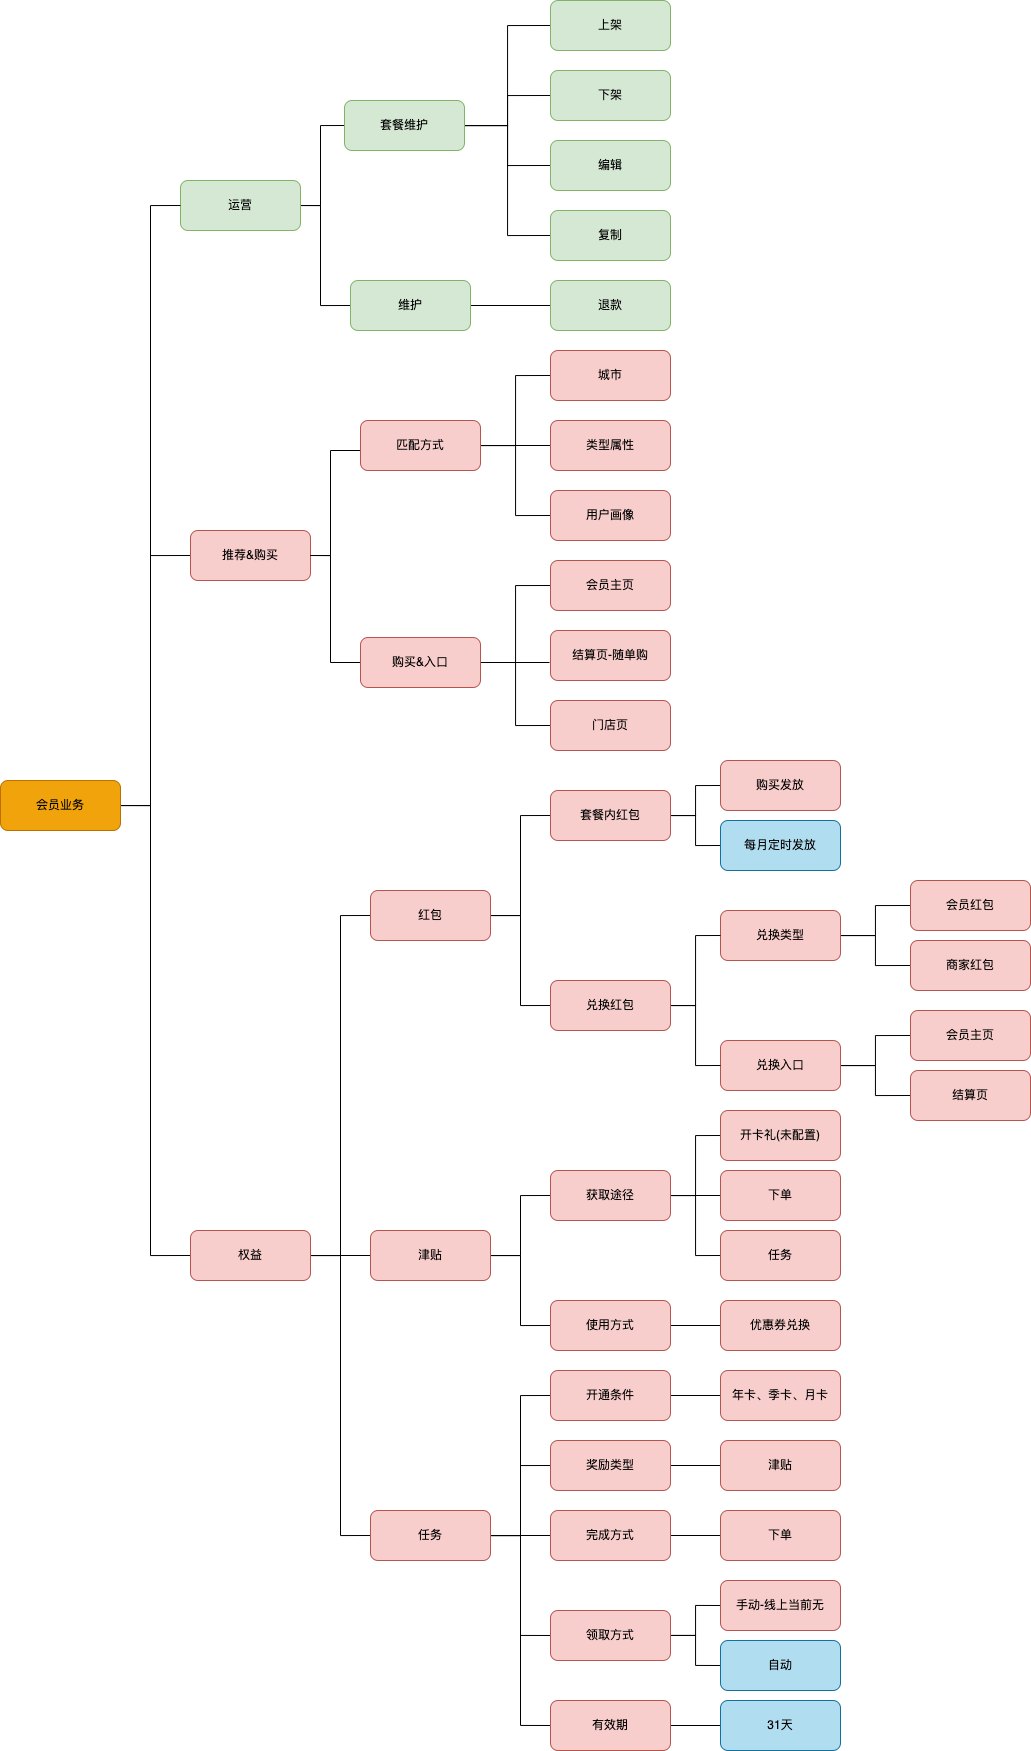 上架
下架
套餐维护
编辑
运营
复制
维护
退款
城市
匹配方式
类型属性
用户画像
推荐&购买
会员主页
购买&入口
结算页-随单购
门店页
会员业务
购买发放
套餐内红包
每月定时发放
红包
会员红包
兑换类型
商家红包
兑换红包
会员主页
兑换入口
结算页
开卡礼(未配置)
获取途径
下单
权益
津贴
任务
使用方式
优惠券兑换
开通条件
年卡、季卡、月卡
奖励类型
津贴
任务
完成方式
下单
手动-线上当前无
领取方式
自动
有效期
31天